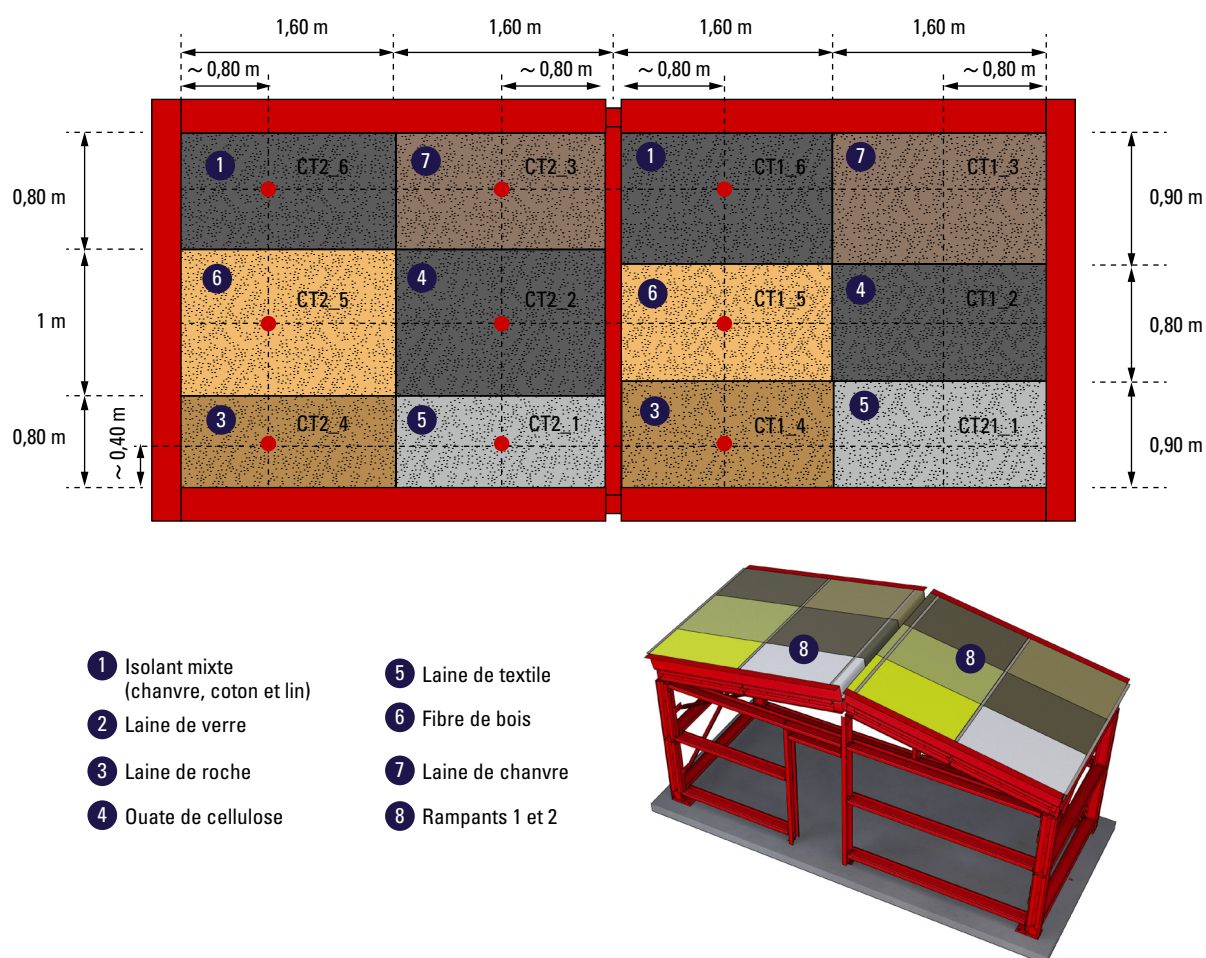 1,60 m 1,60 m 1,60 m 1,60 m
~ 0,80 m ~ 0,80 m ~ 0,80 m ~ 0,80 m
1 CT2_6 7 CT2_3 1 CT1_6 7 CT1_3
0,80 m 0,90 m
6 CT2_5 4 CT2_2 6 CT1_5 4 CT1_2
1 m 0,80 m
3 CT2_4 5 CT2_1 3 CT1_4 5 CT21_1
0,80 m ~ 0,40 m 0,90 m
1 Isolant mixte
(chanvre, coton et lin)
2 Laine de verre
3 Laine de roche
4 Ouate de cellulose
5 Laine de textile
6 Fibre de bois
7 Laine de chanvre
8 Rampants 1 et 2
8 8